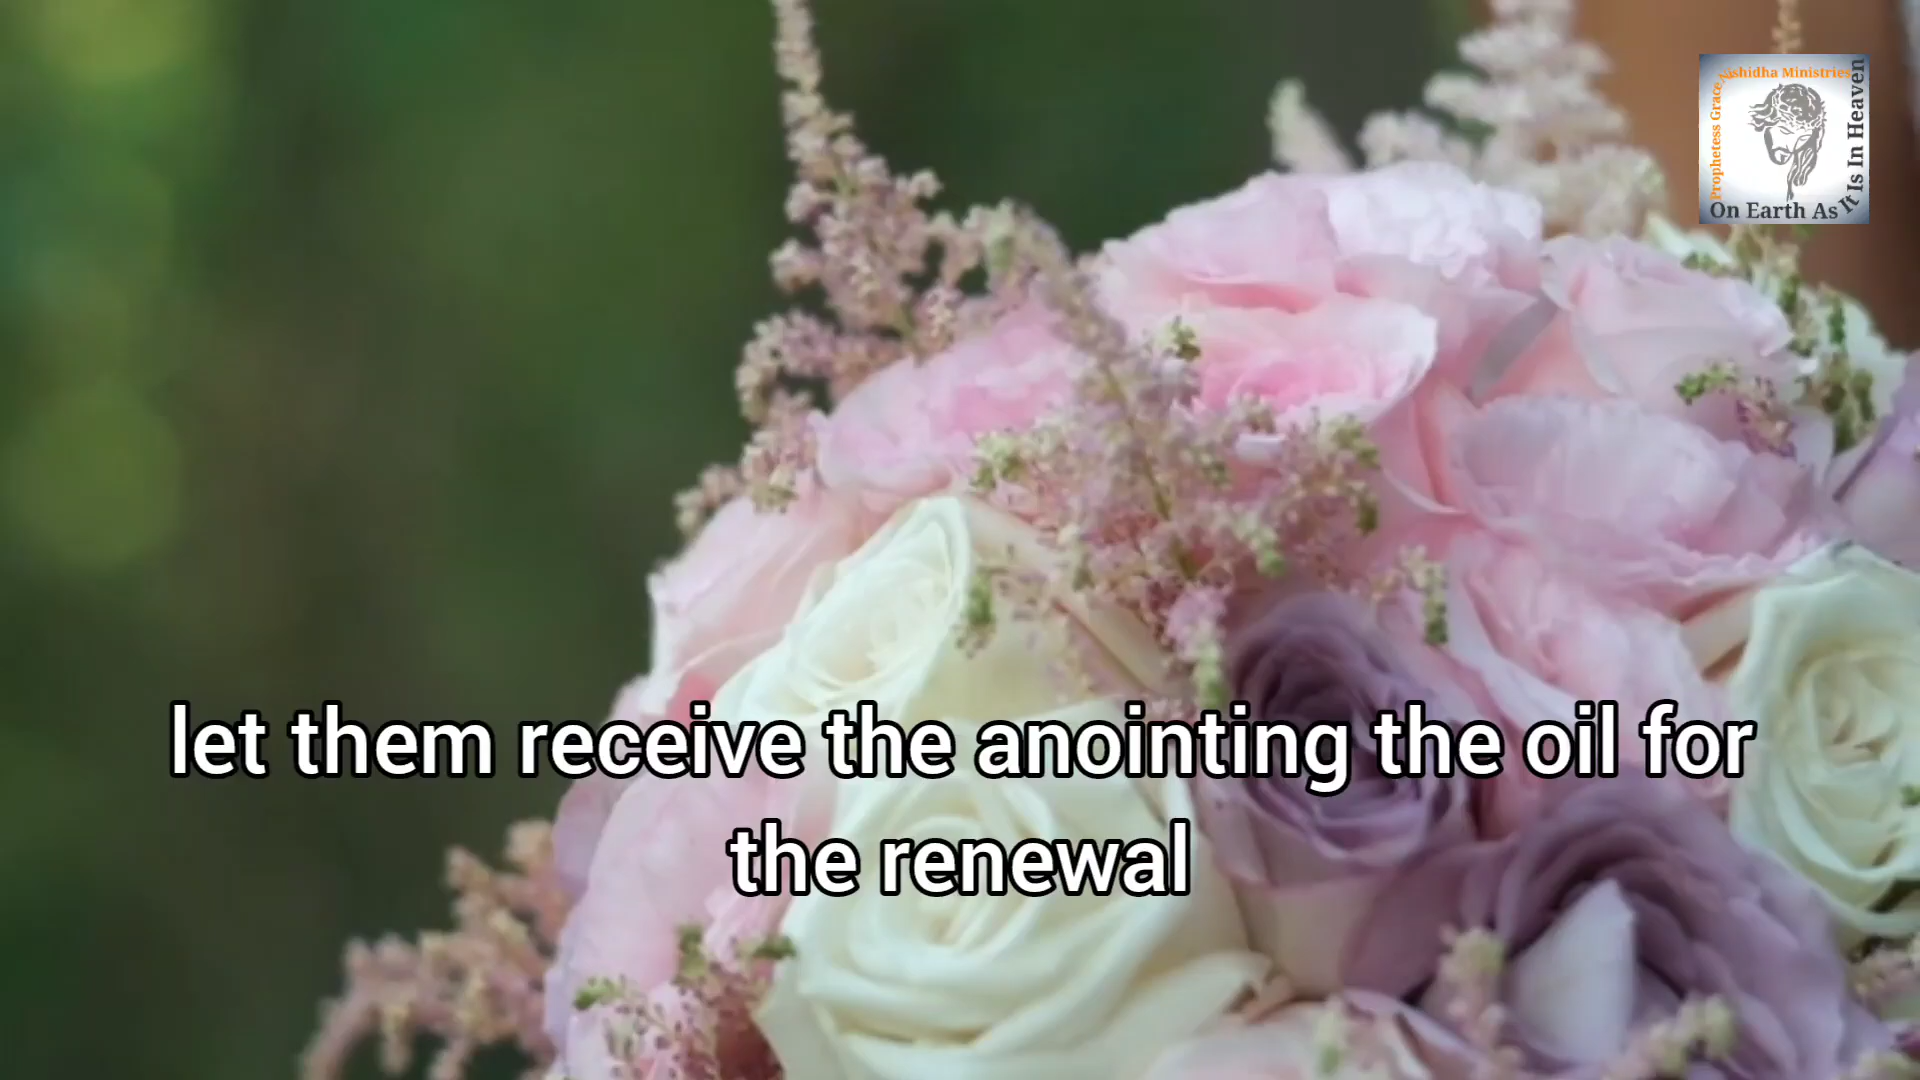 Prophetess Grace
Nishidha Ministries
On Earth As
It Is In Heaven
let them receive the anointing the oil for
the renewal